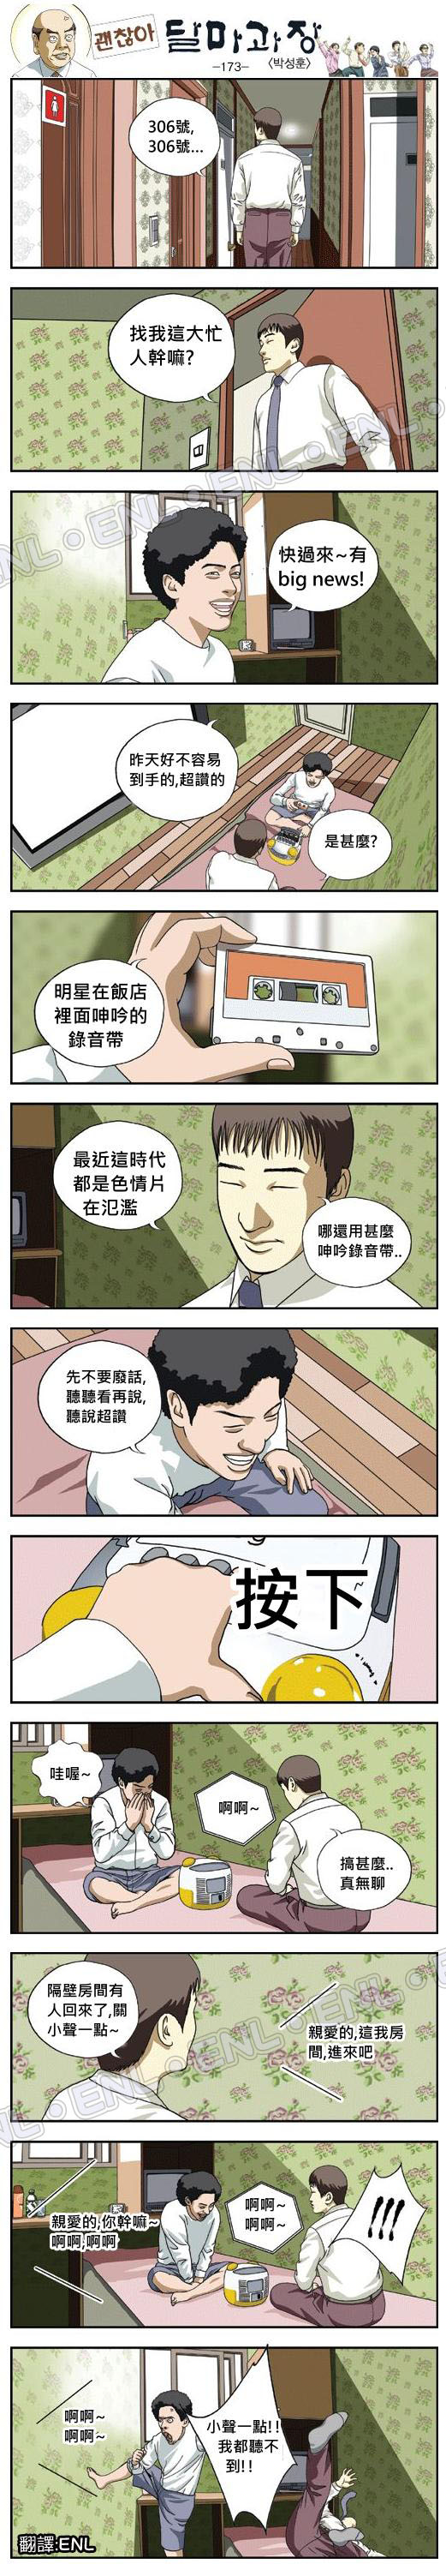 괜찮아
달마과장
-173-
〈박성훈〉
306號,
306號...
找我這大忙
人幹嘛?
快過來~有
big news!
昨天好不容易
到手的,超讚的
是甚麼?
明星在飯店
裡面呻吟的
錄音帶
最近這時代
都是色情片
在氾濫
哪還用甚麼
呻吟錄音帶..
先不要廢話,
聽聽看再說,
聽說超讚
按下
哇喔~
啊啊~
搞甚麼..
真無聊
隔壁房間有
人回來了,關
小聲一點~
親愛的,這我房
間,進來吧
親愛的,你幹嘛~
啊啊,啊啊
啊啊~
啊啊~
!!!
啊啊~
啊啊~
小聲一點!!
我都聽不
到!!
翻譯:ENL
ENL
ENL
ENL
ENL
ENL
ENL
ENL
ENL